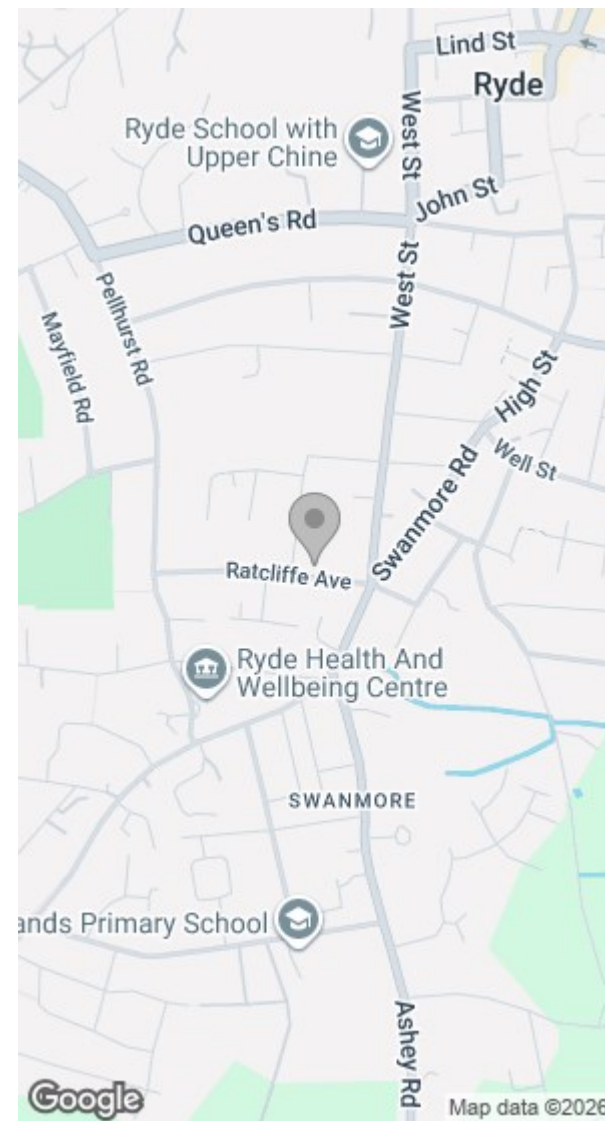 Lind St
Ryde
Ryde School with
Upper Chine
West St
John St
Queen's Rd
West St
Pellhurst Rd
Mayfield Rd
High St
Well St
Swanmore Rd
Ratcliffe Ave
Ryde Health And
Wellbeing Centre
SWANMORE
ands Primary School
Ashey Rd
Google
Map data ©2026